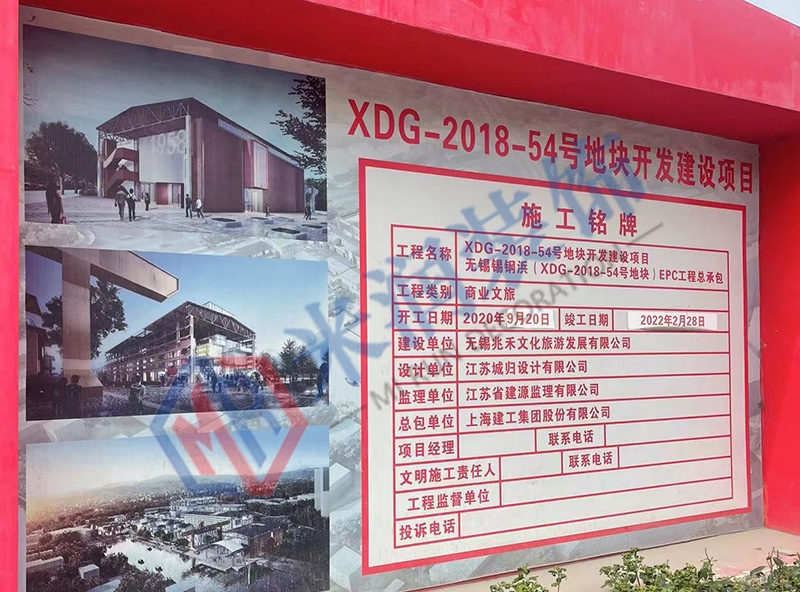 1958
XDG-2018-54号地块开发建设项目
施工铭牌
工程名称 XDG-2018-54号地块开发建设项目
无锡锡钢浜（XDG-2018-54号地块）EPC工程总承包
工程类别 商业文旅
开工日期 2020年9月20日 竣工日期 2022年2月28日
建设单位 无锡兆禾文化旅游发展有限公司
设计单位 江苏城归设计有限公司
监理单位 江苏省建源监理有限公司
总包单位 上海建工集团股份有限公司
项目经理 联系电话
文明施工责任人 联系电话
工程监督单位
投诉电话
米润装饰
MI RUN DECORATION